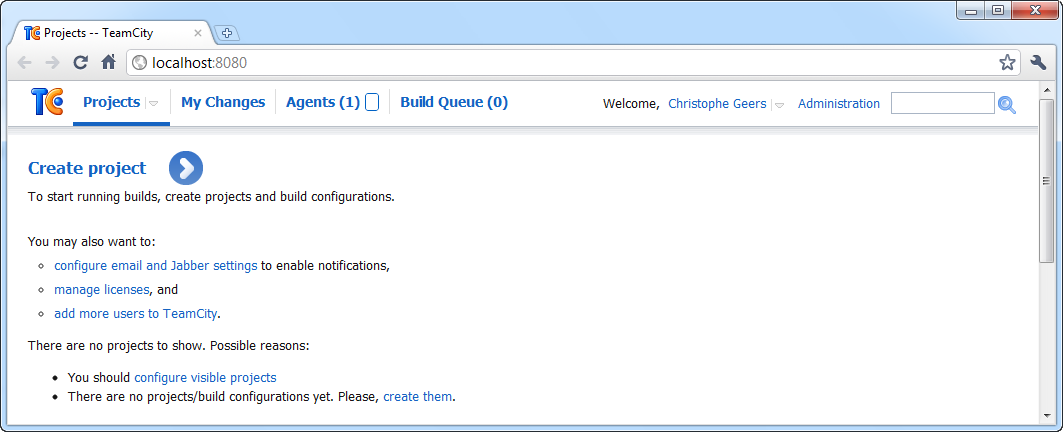 Projects -- TeamCity
localhost:8080
TC Projects My Changes Agents (1) Build Queue (0) Welcome, Christophe Geers Administration
Create project
To start running builds, create projects and build configurations.
You may also want to:
configure email and Jabber settings to enable notifications,
manage licenses, and
add more users to TeamCity.
There are no projects to show. Possible reasons:
You should configure visible projects
There are no projects/build configurations yet. Please, create them.